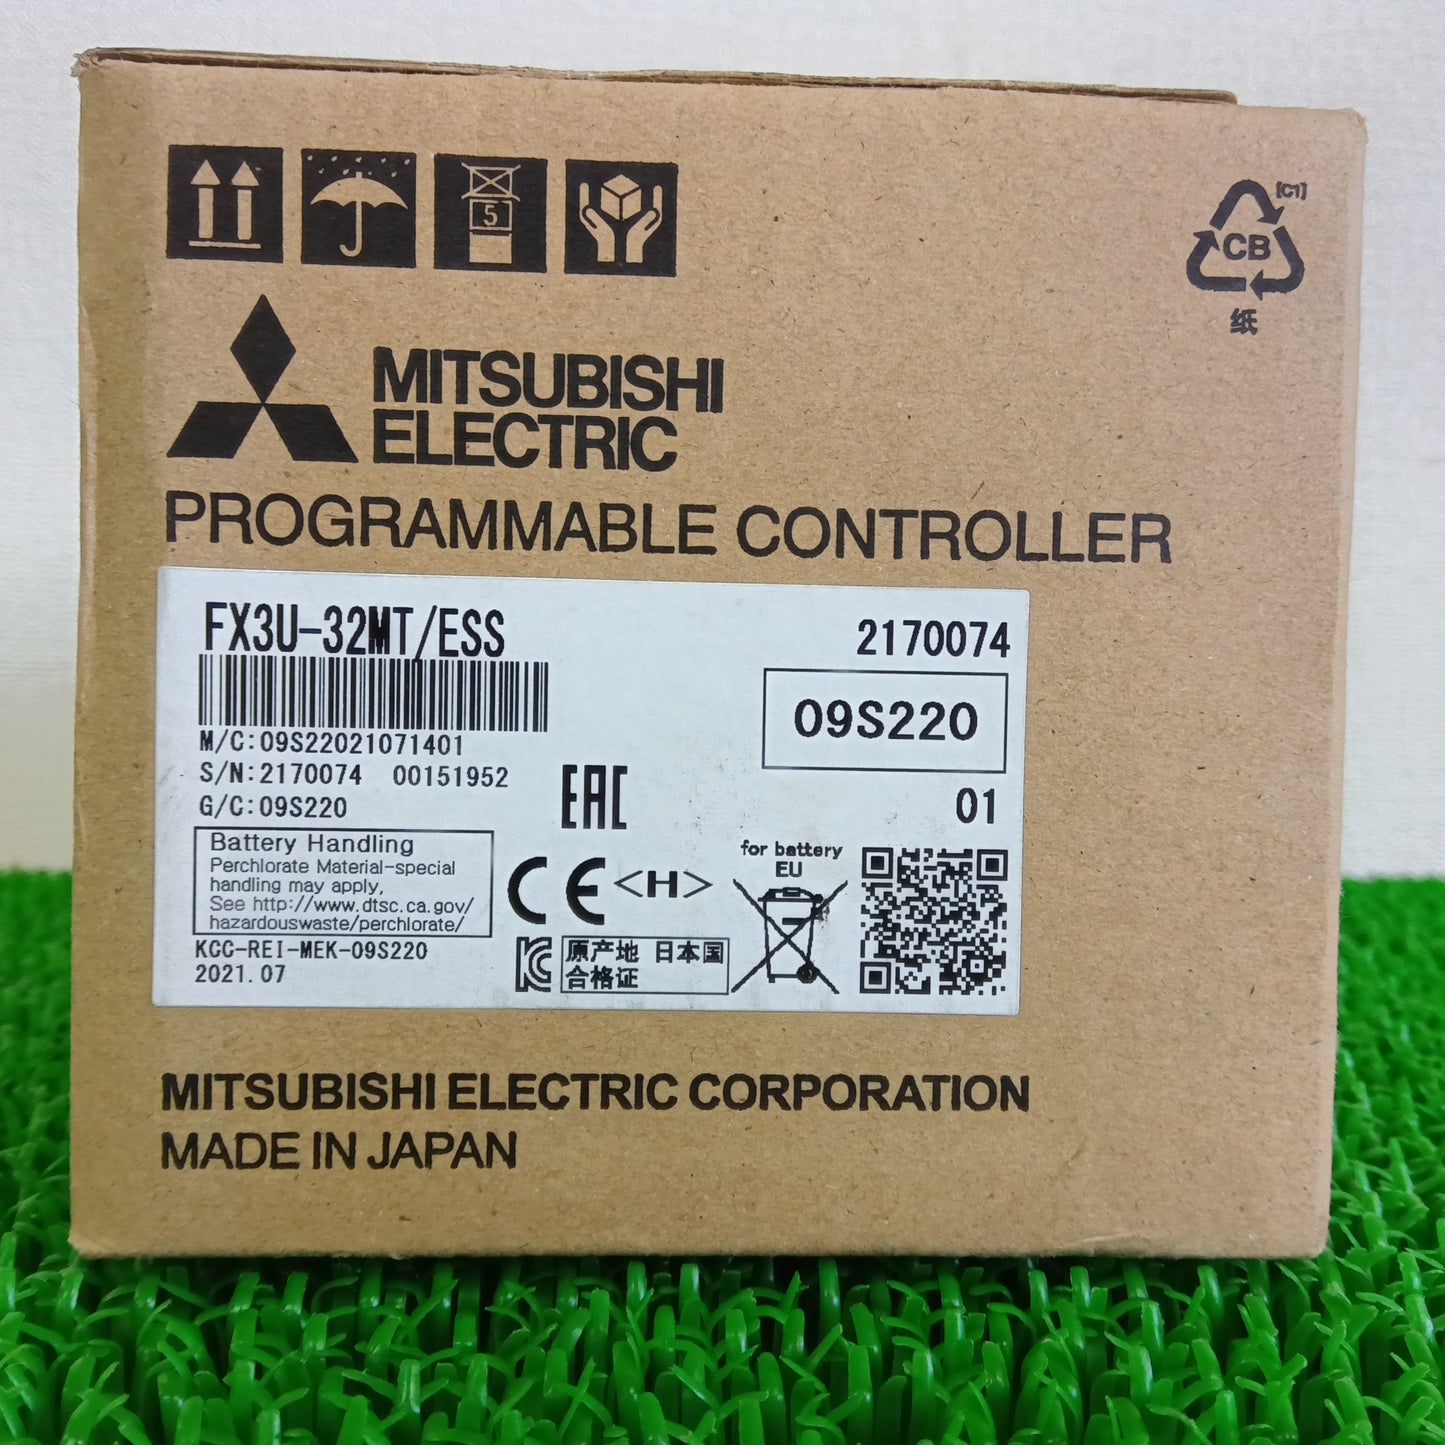 5
[C1]
CB
纸
MITSUBISHI
ELECTRIC
PROGRAMMABLE CONTROLLER
FX3U-32MT/ESS
2170074
09S220
M/C:09S22021071401
S/N:2170074 00151952
G/C:09S220
EAC
01
Battery Handling
Perchlorate Material-special
handling may apply,
See http://www.dtsc.ca.gov/
hazardouswaste/perchlorate/
KCC-REI-MEK-09S220
2021.07
CE
<H>
for battery
EU
KC
原产地 日本国
合格证
MITSUBISHI ELECTRIC CORPORATION
MADE IN JAPAN